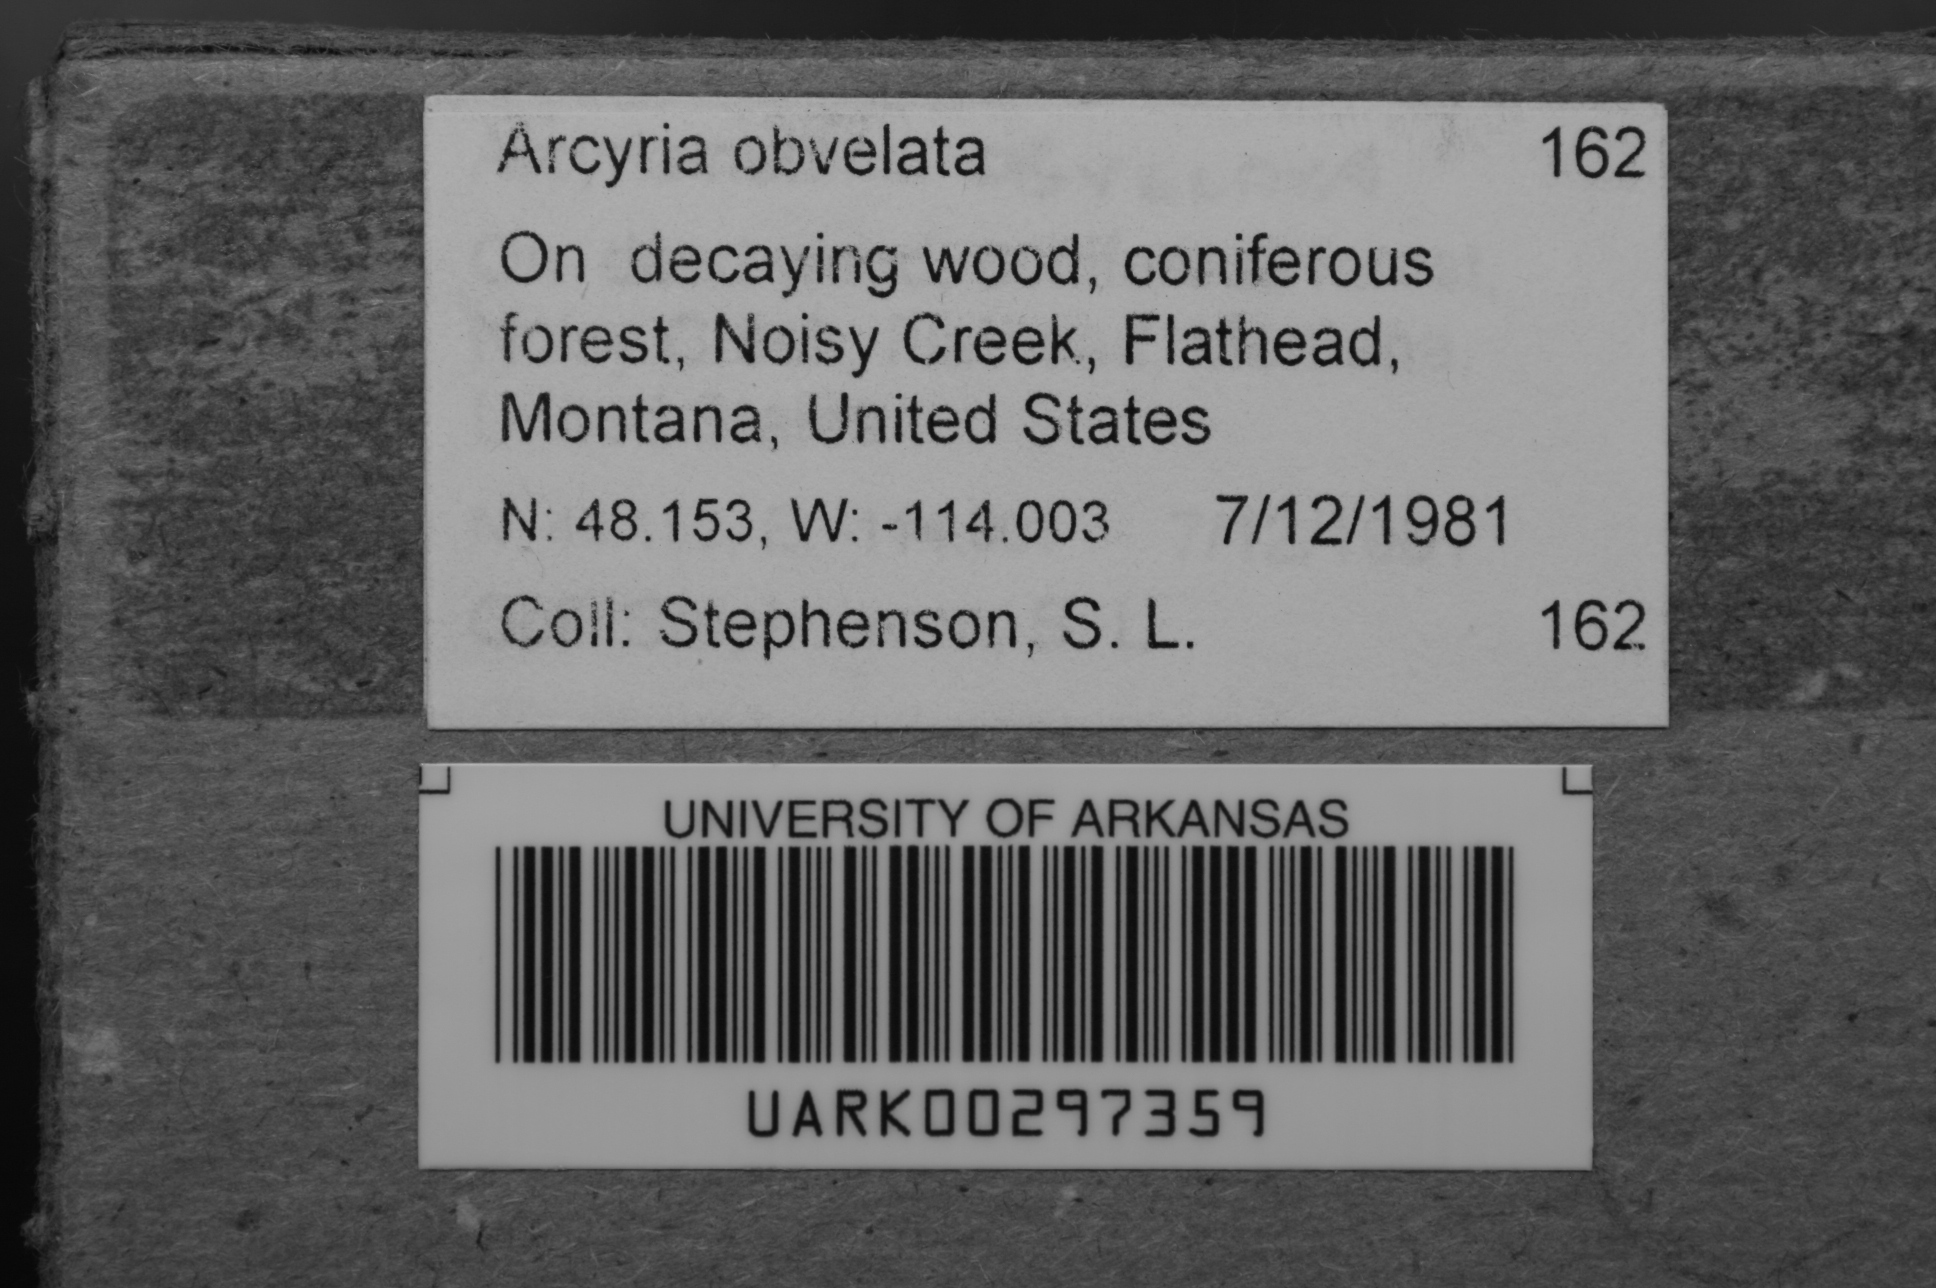 Arcyria obvelata 162
On decaying wood, coniferous
forest, Noisy Creek, Flathead,
Montana, United States
N: 48.153, W: -114.003 7/12/1981
Coll: Stephenson, S. L. 162
UNIVERSITY OF ARKANSAS
UARK00297359